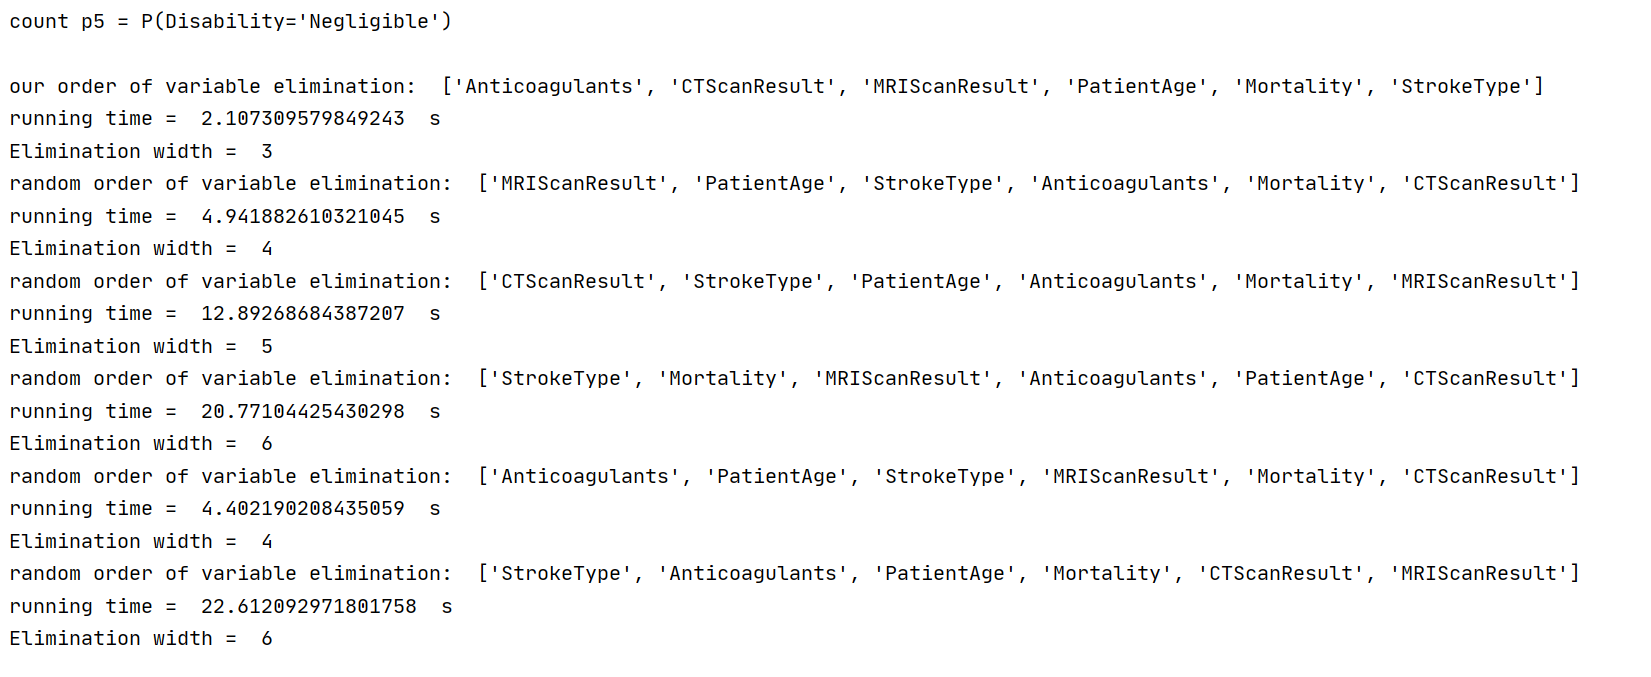 count p5 = P(Disability='Negligible')
our order of variable elimination:  ['Anticoagulants', 'CTScanResult', 'MRIScanResult', 'PatientAge', 'Mortality', 'StrokeType']
running time =  2.107309579849243  s
Elimination width =  3
random order of variable elimination:  ['MRIScanResult', 'PatientAge', 'StrokeType', 'Anticoagulants', 'Mortality', 'CTScanResult']
running time =  4.941882610321045  s
Elimination width =  4
random order of variable elimination:  ['CTScanResult', 'StrokeType', 'PatientAge', 'Anticoagulants', 'Mortality', 'MRIScanResult']
running time =  12.89268684387207  s
Elimination width =  5
random order of variable elimination:  ['StrokeType', 'Mortality', 'MRIScanResult', 'Anticoagulants', 'PatientAge', 'CTScanResult']
running time =  20.77104425430298  s
Elimination width =  6
random order of variable elimination:  ['Anticoagulants', 'PatientAge', 'StrokeType', 'MRIScanResult', 'Mortality', 'CTScanResult']
running time =  4.402190208435059  s
Elimination width =  4
random order of variable elimination:  ['StrokeType', 'Anticoagulants', 'PatientAge', 'Mortality', 'CTScanResult', 'MRIScanResult']
running time =  22.612092971801758  s
Elimination width =  6